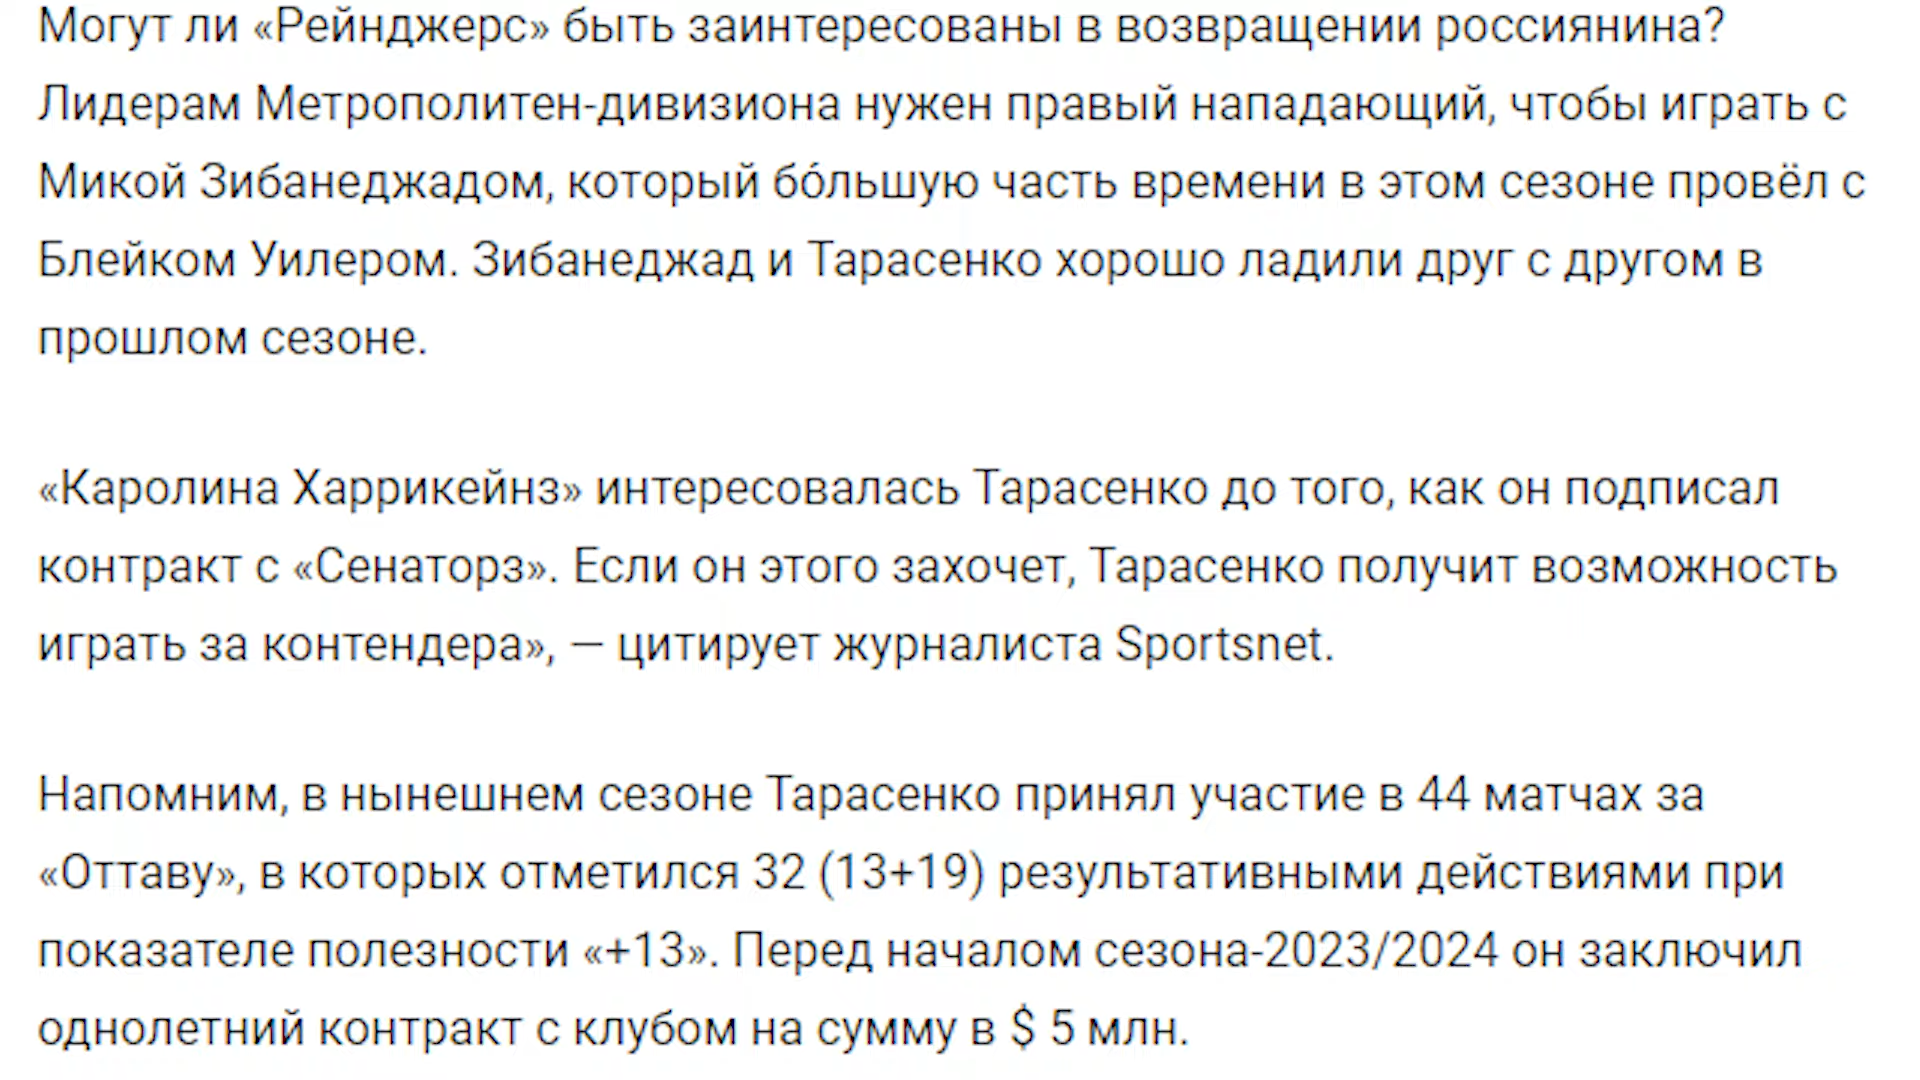 Могут ли «Рейнджерс» быть заинтересованы в возвращении россиянина?
Лидерам Метрополитен-дивизиона нужен правый нападающий, чтобы играть с
Микой Зибанеджадом, который бо́льшую часть времени в этом сезоне провёл с
Блейком Уилером. Зибанеджад и Тарасенко хорошо ладили друг с другом в
прошлом сезоне.
«Каролина Харрикейнз» интересовалась Тарасенко до того, как он подписал
контракт с «Сенаторз». Если он этого захочет, Тарасенко получит возможность
играть за контендера», — цитирует журналиста Sportsnet.
Напомним, в нынешнем сезоне Тарасенко принял участие в 44 матчах за
«Оттаву», в которых отметился 32 (13+19) результативными действиями при
показателе полезности «+13». Перед началом сезона-2023/2024 он заключил
однолетний контракт с клубом на сумму в $ 5 млн.